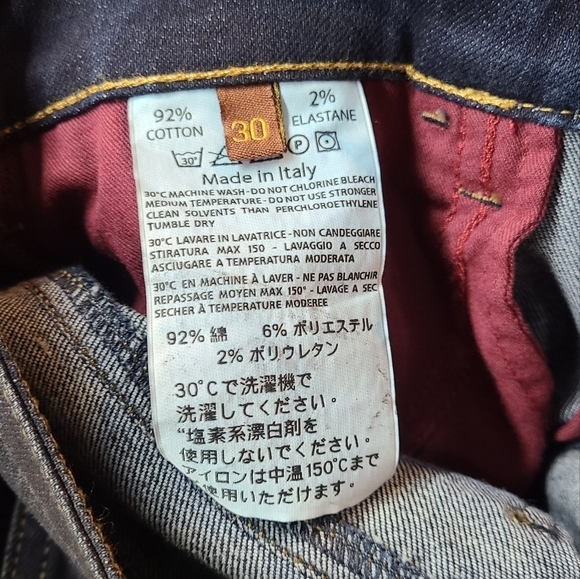 92%
COTTON
2%
ELASTANE
30
30°
P
Made in Italy
30°C MACHINE WASH-DO NOT CHLORINE BLEACH
MEDIUM TEMPERATURE-DO NOT USE STRONGER
CLEAN SOLVENTS THAN PERCHLOROETHYLENE
TUMBLE DRY
30°C LAVARE IN LAVATRICE-NON CANDEGGIARE
STIRATURA MAX 150 - LAVAGGIO A SECCO
ASCIUGARE A TEMPERATURA MODERATA
30°C EN MACHINE À LAVER - NE PAS BLANCHIR
REPASSAGE MOYEN MAX 150° - LAVAGE A SEC
SECHER À TEMPERATURE MODEREE
92% 綿 6% ポリエステル
2% ポリウレタン
30°Cで洗濯機で
洗濯してください。
“塩素系漂白剤を
使用しないでください。
アイロンは中温150°Cまで
使用いただけます。